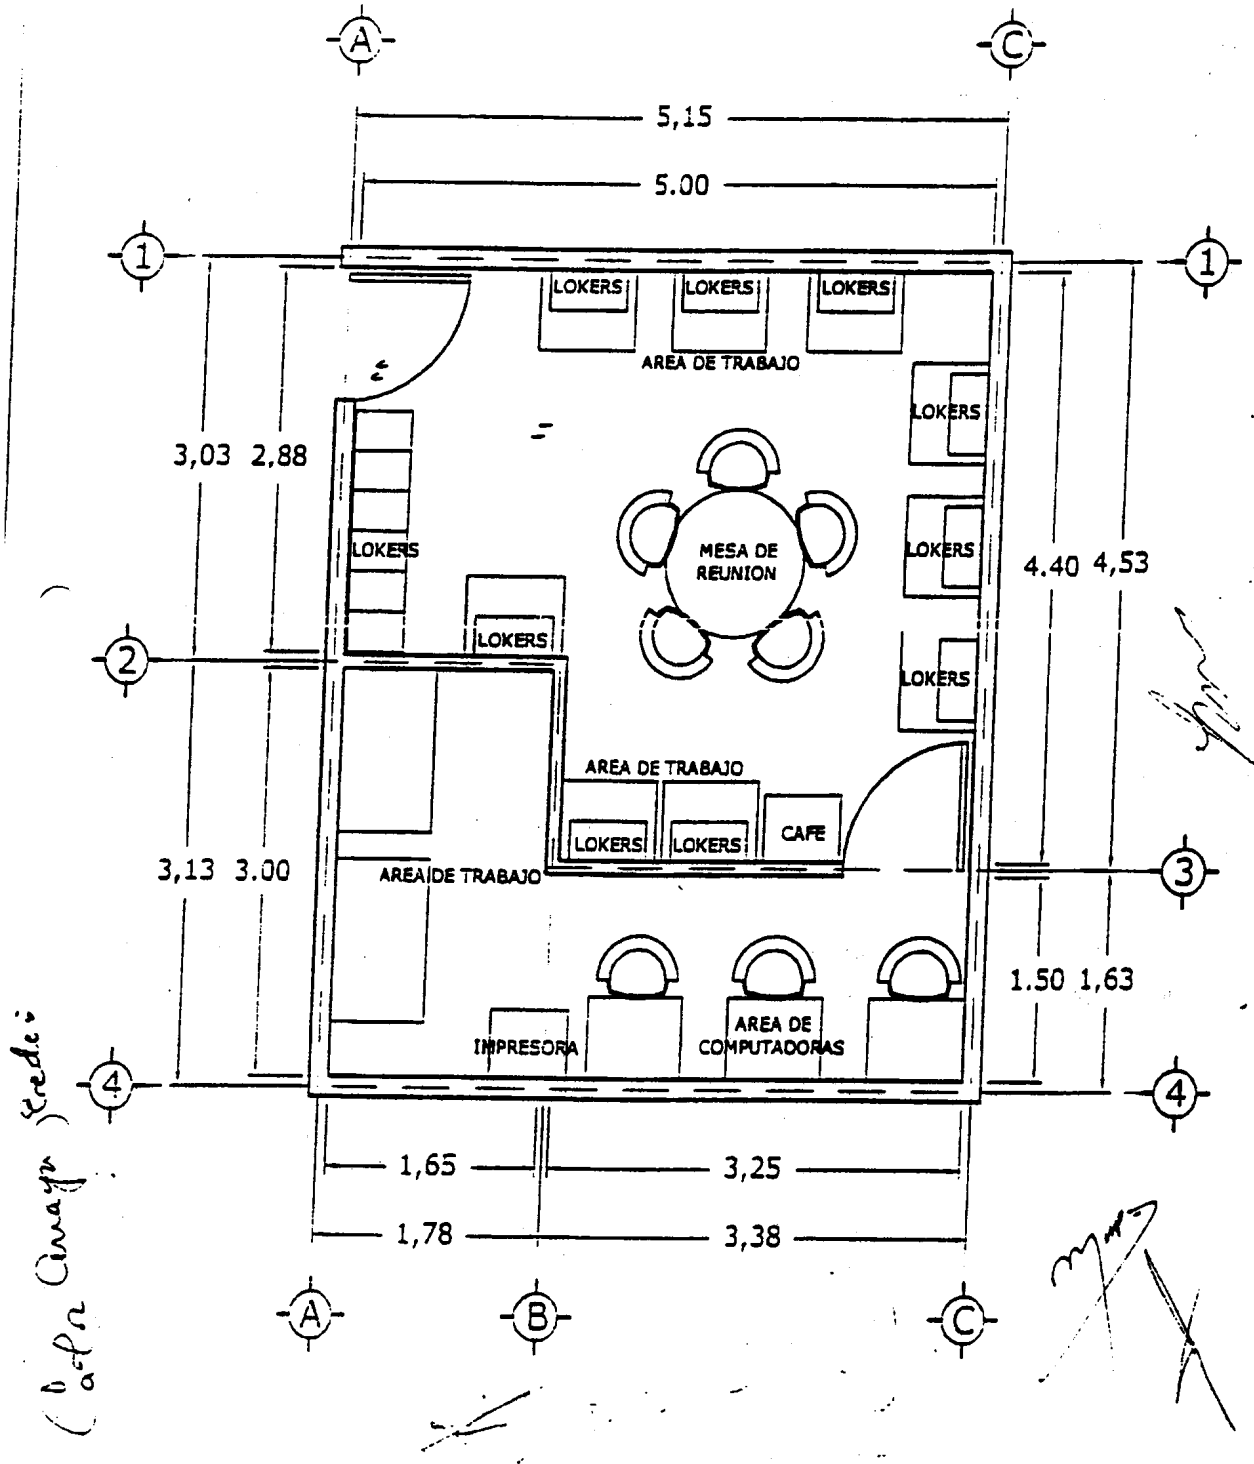 A C
5,15
5.00
1 1
LOKERS LOKERS LOKERS
AREA DE TRABAJO
LOKERS
3,03 2,88
LOKERS
MESA DE
REUNION
LOKERS
4.40 4,53
LOKERS
2
LOKERS
AREA DE TRABAJO
LOKERS LOKERS CAFE
3,13 3.00
AREA DE TRABAJO
3
1.50 1,63
IMPRESORA
AREA DE
COMPUTADORAS
4 4
1,65 3,25
1,78 3,38
A B C